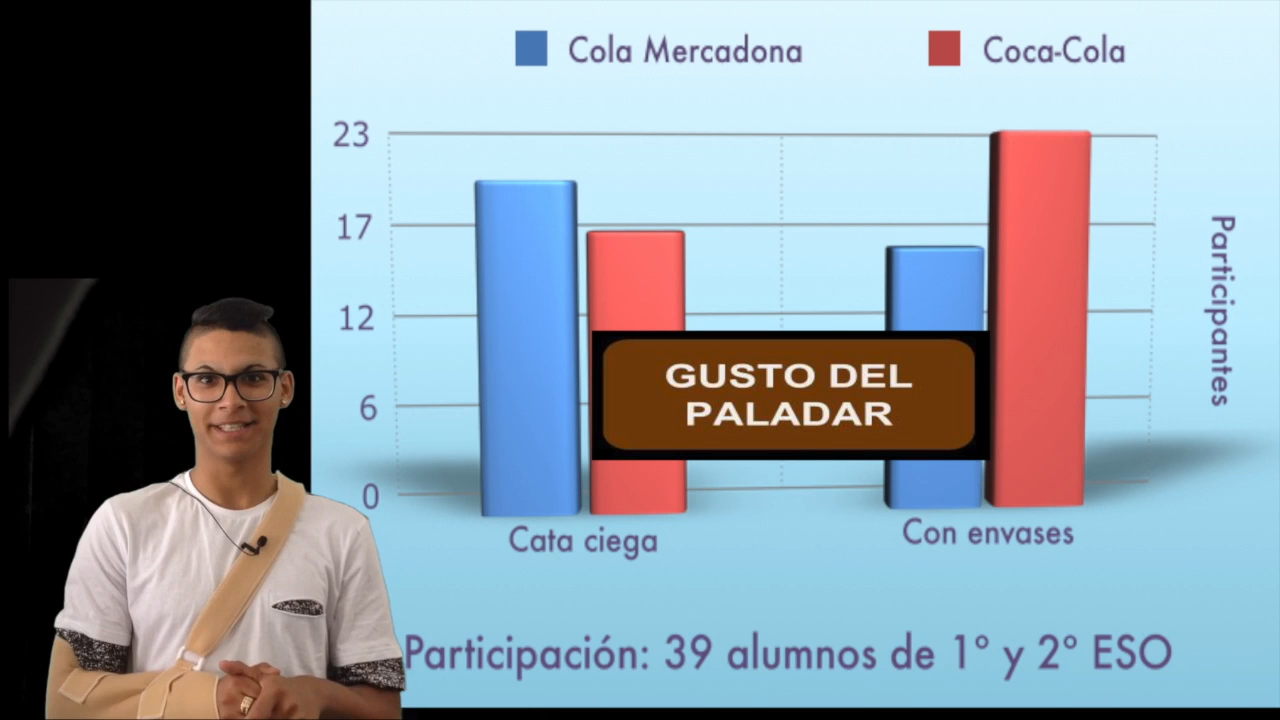 Cola Mercadona
Coca-Cola
23
17
12
6
0
Participantes
GUSTO DEL
PALADAR
Cata ciega
Con envases
Participación: 39 alumnos de 1° y 2° ESO